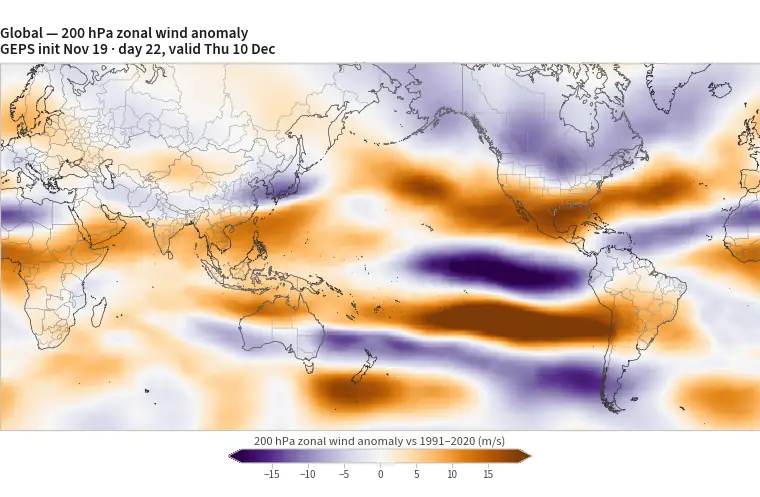 Global — 200 hPa zonal wind anomaly
GEPS init Nov 19 · day 22, valid Thu 10 Dec
200 hPa zonal wind anomaly vs 1991–2020 (m/s)
−15 −10 −5 0 5 10 15